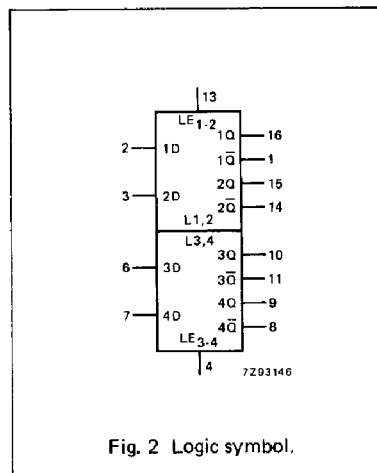 13
LE1-2
1Q 16
2 1D
1Q̅ 1
2Q 15
3 2D
2Q̅ 14
L1,2
L3,4
3Q 10
6 3D
3Q̅ 11
4Q 9
7 4D
4Q̅ 8
LE3-4
4
7Z93146
Fig. 2 Logic symbol.